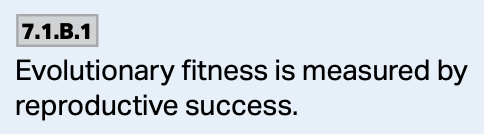 7.1.B.1
Evolutionary fitness is measured by
reproductive success.